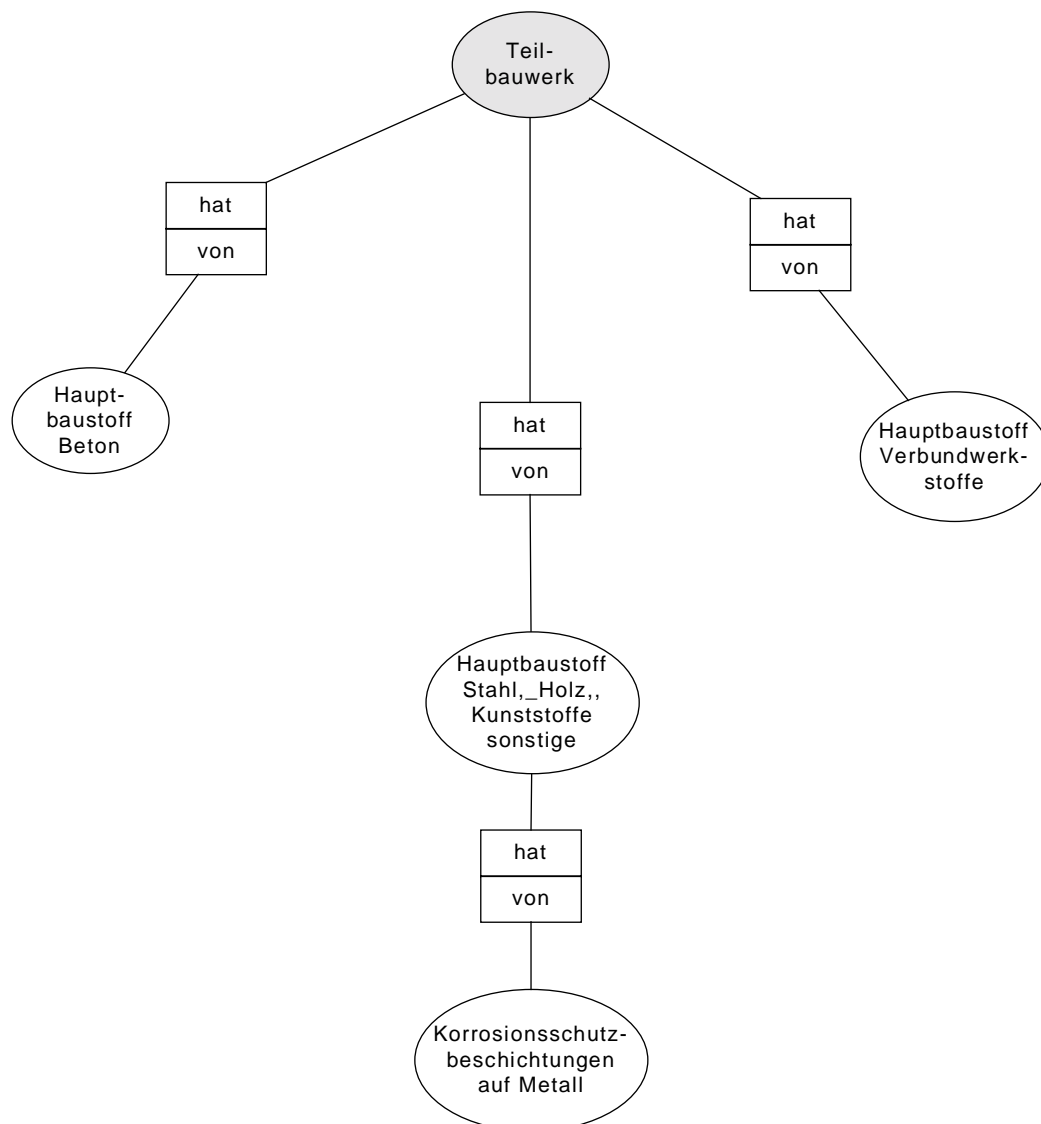 Teil-
bauwerk
hat
von
hat
von
Haupt-
baustoff
Beton
hat
von
Hauptbaustoff
Verbundwerk-
stoffe
Hauptbaustoff
Stahl,_Holz,,
Kunststoffe
sonstige
hat
von
Korrosionsschutz-
beschichtungen
auf Metall